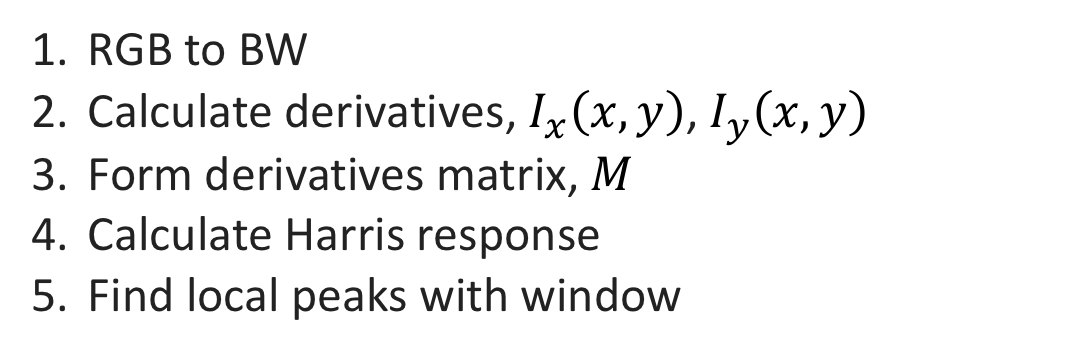 1. RGB to BW
2. Calculate derivatives, 𝐼ₓ(𝑥, 𝑦), 𝐼_y(𝑥, 𝑦)
3. Form derivatives matrix, 𝑀
4. Calculate Harris response
5. Find local peaks with window